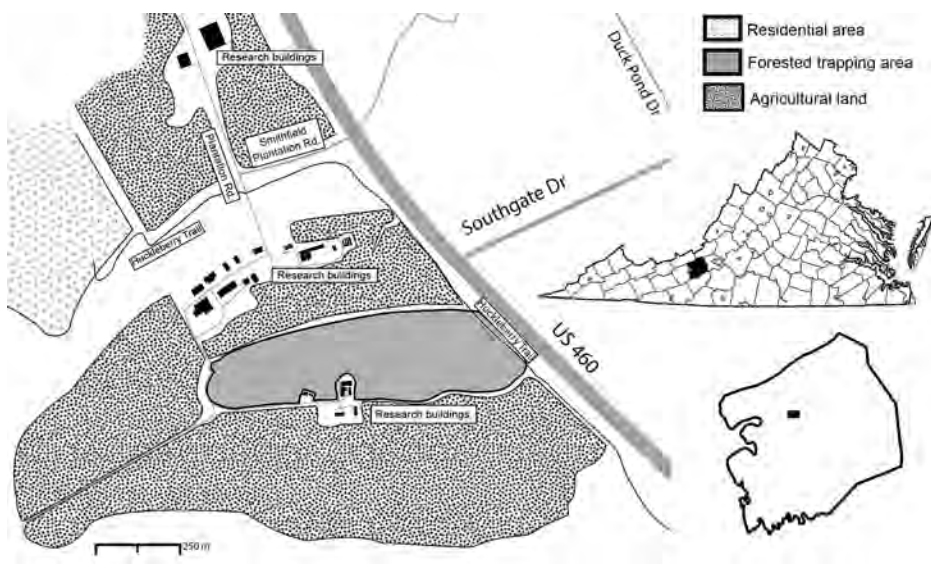 Research buildings
Smithfield
Plantation Rd.
Plantation Rd.
Huckleberry Trail
Research buildings
Duck Pond Dr
Southgate Dr
Huckleberry Trail
US 460
Research buildings
250 m
Residential area
Forested trapping area
Agricultural land